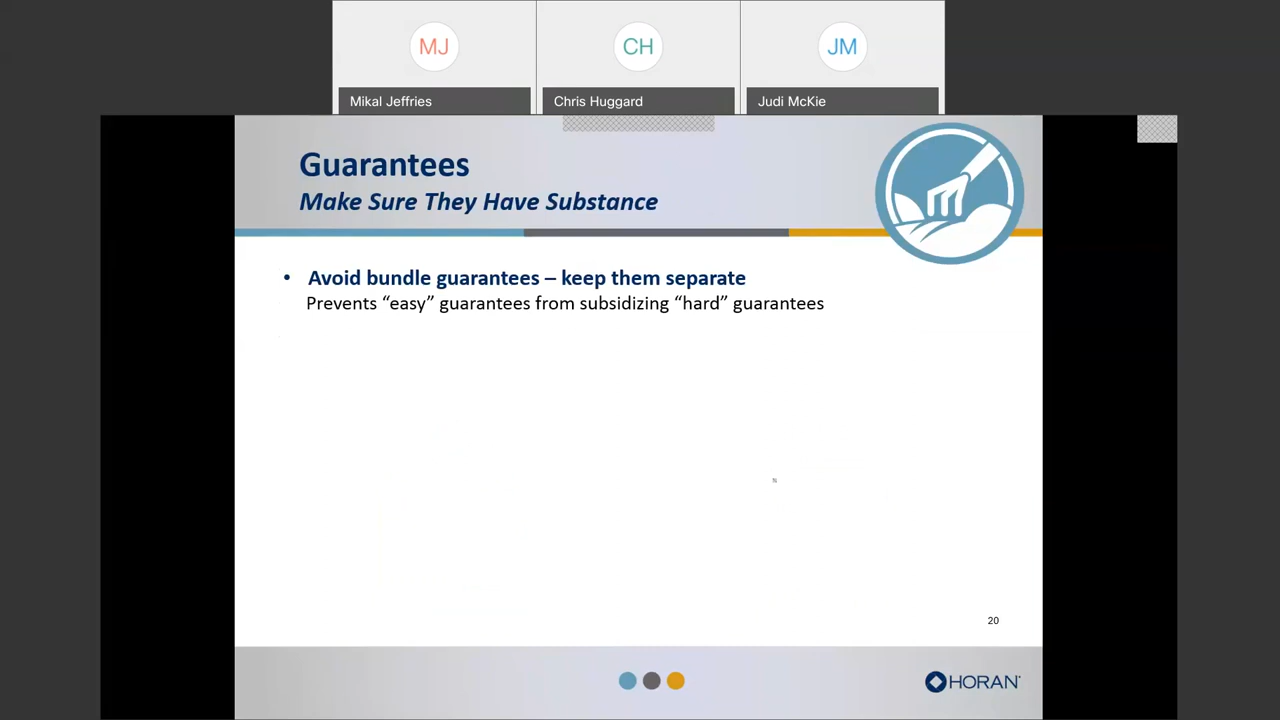 MJ
CH
JM
Mikal Jeffries
Chris Huggard
Judi McKie
Guarantees
Make Sure They Have Substance
• Avoid bundle guarantees – keep them separate
Prevents “easy” guarantees from subsidizing “hard” guarantees
20
HORAN